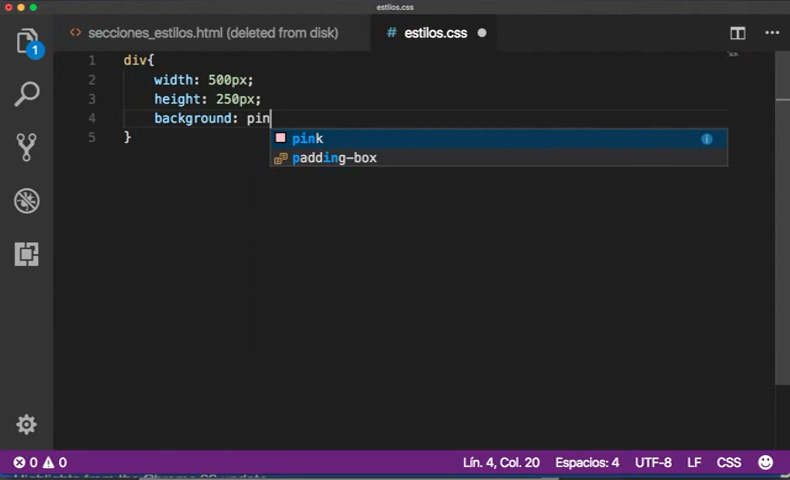 estilos.css
<> secciones_estilos.html (deleted from disk)
# estilos.css
1
1 div{
2 width: 500px;
3 height: 250px;
4 background: pin
pink
5 }
padding-box
0 0 Lín. 4, Col. 20 Espacios: 4 UTF-8 LF CSS